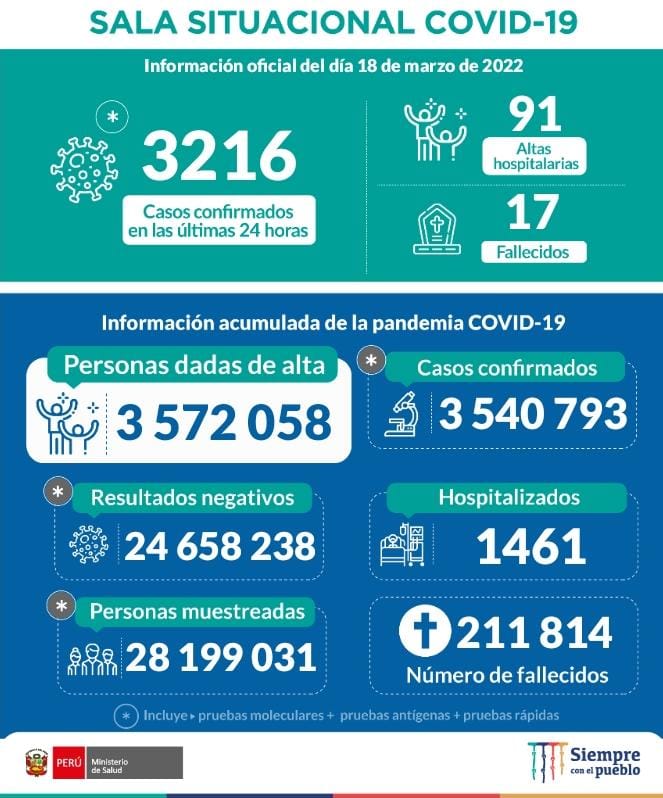 SALA SITUACIONAL COVID-19
Información oficial del día 18 de marzo de 2022
*
3216
Casos confirmados
en las últimas 24 horas
91
Altas
hospitalarias
17
Fallecidos
Información acumulada de la pandemia COVID-19
Personas dadas de alta
3 572 058
*
Casos confirmados
3 540 793
*
Resultados negativos
24 658 238
Hospitalizados
1461
*
Personas muestreadas
28 199 031
211 814
Número de fallecidos
* Incluye ▸ pruebas moleculares + pruebas antígenas + pruebas rápidas
PERÚ
Ministerio
de Salud
Siempre
con el pueblo